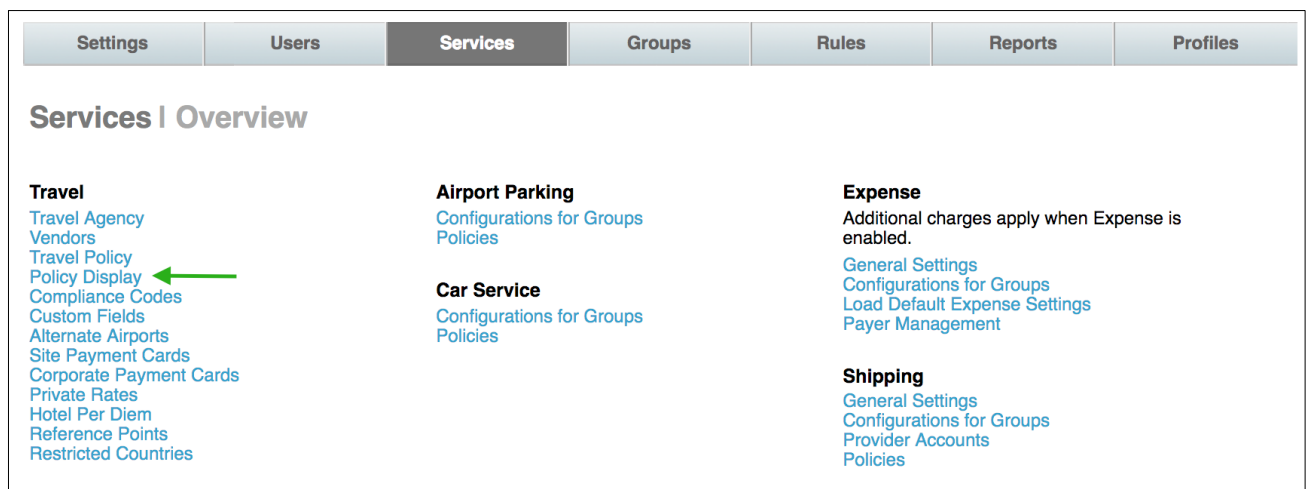 Settings
Users
Services
Groups
Rules
Reports
Profiles
Services | Overview
Travel
Travel Agency
Vendors
Travel Policy
Policy Display
Compliance Codes
Custom Fields
Alternate Airports
Site Payment Cards
Corporate Payment Cards
Private Rates
Hotel Per Diem
Reference Points
Restricted Countries
Airport Parking
Configurations for Groups
Policies
Car Service
Configurations for Groups
Policies
Expense
Additional charges apply when Expense is
enabled.
General Settings
Configurations for Groups
Load Default Expense Settings
Payer Management
Shipping
General Settings
Configurations for Groups
Provider Accounts
Policies